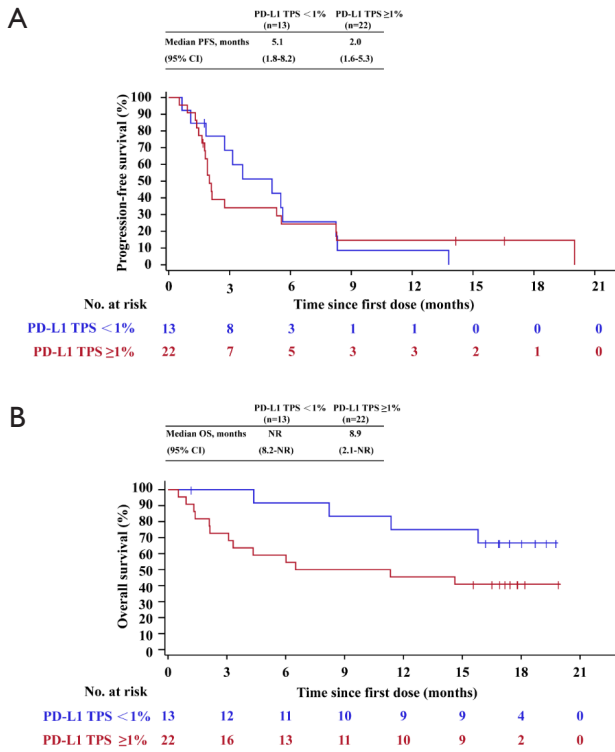 A
PD-L1 TPS <1% PD-L1 TPS ≥1%
(n=13) (n=22)
Median PFS, months 5.1 2.0
(95% CI) (1.8-8.2) (1.6-5.3)
Progression-free survival (%)
100
90
80
70
60
50
40
30
20
10
0
0 3 6 9 12 15 18 21
No. at risk Time since first dose (months)
PD-L1 TPS <1% 13 8 3 1 1 0 0 0
PD-L1 TPS ≥1% 22 7 5 3 3 2 1 0
B
PD-L1 TPS <1% PD-L1 TPS ≥1%
(n=13) (n=22)
Median OS, months NR 8.9
(95% CI) (8.2-NR) (2.1-NR)
Overall survival (%)
100
90
80
70
60
50
40
30
20
10
0
0 3 6 9 12 15 18 21
No. at risk Time since first dose (months)
PD-L1 TPS <1% 13 12 11 10 9 9 4 0
PD-L1 TPS ≥1% 22 16 13 11 10 9 2 0